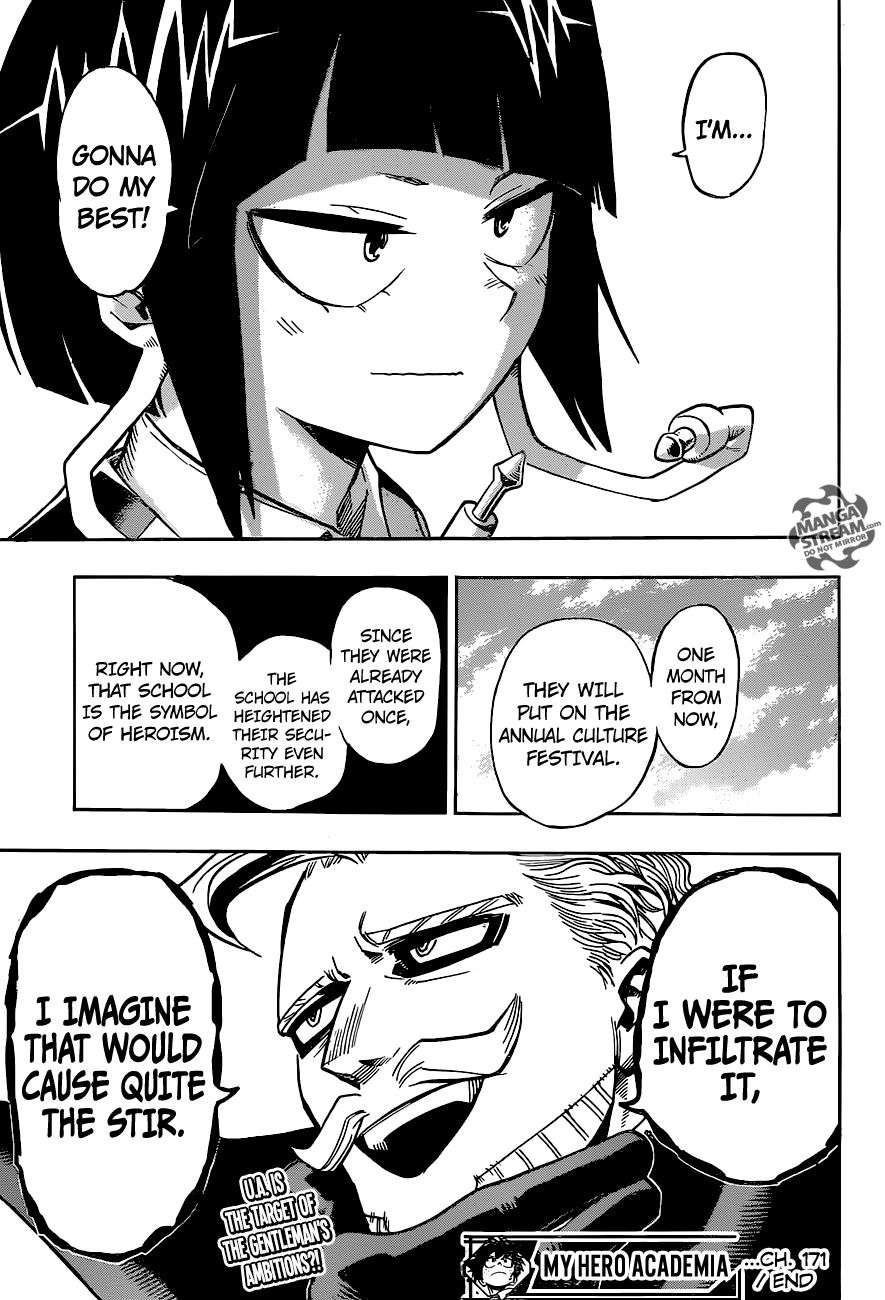 I'M...
GONNA
DO MY
BEST!
MANGA
STREAM.com
DO NOT MIRROR
ONE
MONTH
FROM
NOW,
THEY WILL
PUT ON THE
ANNUAL CULTURE
FESTIVAL.
SINCE
THEY WERE
ALREADY
ATTACKED
ONCE,
THE
SCHOOL HAS
HEIGHTENED
THEIR SECU-
RITY EVEN
FURTHER.
RIGHT NOW,
THAT SCHOOL
IS THE SYMBOL
OF HEROISM.
IF
I WERE TO
INFILTRATE
IT,
I IMAGINE
THAT WOULD
CAUSE QUITE
THE STIR.
U.A. IS
THE TARGET OF
THE GENTLEMAN'S
AMBITIONS?!
MY HERO ACADEMIA
...CH. 171
/ END